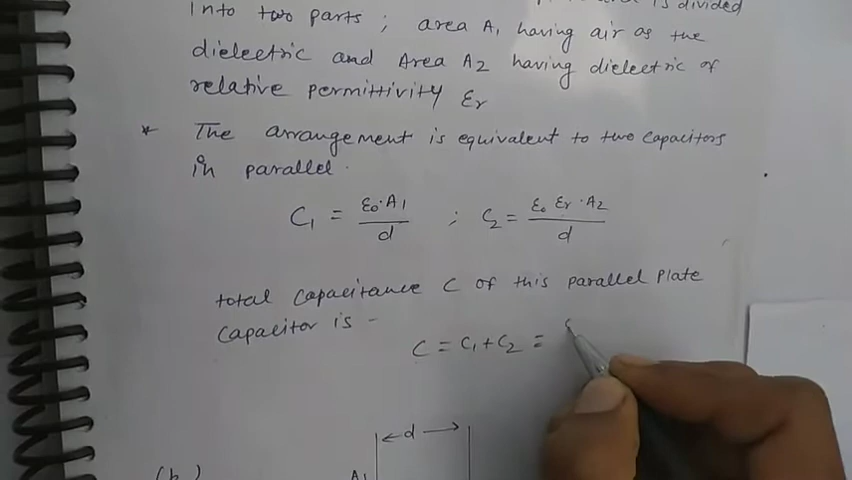 is divided
into two parts ; area A₁ having air as the
dielectric and Area A₂ having dielectric of
relative permittivity εr
* The arrangement is equivalent to two capacitors
in parallel.
C₁ = ε₀·A₁ / d ; C₂ = ε₀ εr·A₂ / d
total capacitance C of this parallel plate
capacitor is -
C = C₁ + C₂ =
← d →
(b) A₁